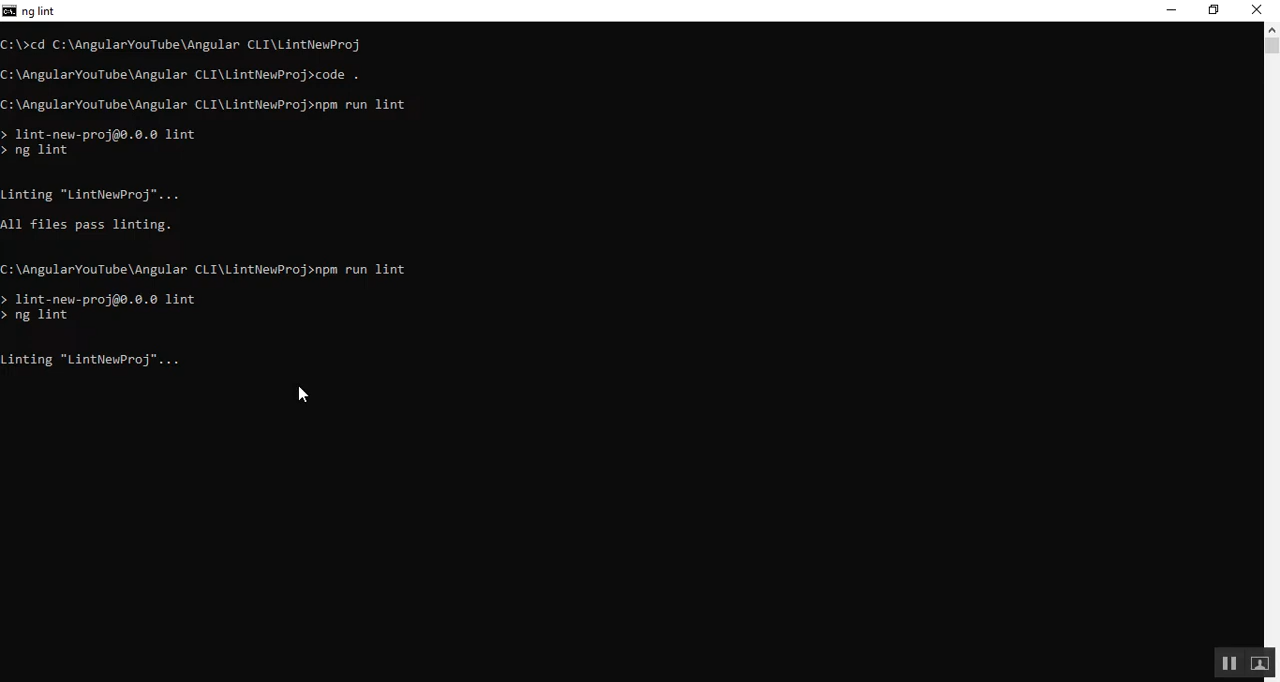 ng lint
C:\>cd C:\AngularYouTube\Angular CLI\LintNewProj
C:\AngularYouTube\Angular CLI\LintNewProj>code .
C:\AngularYouTube\Angular CLI\LintNewProj>npm run lint
> lint-new-proj@0.0.0 lint
> ng lint
Linting "LintNewProj"...
All files pass linting.
C:\AngularYouTube\Angular CLI\LintNewProj>npm run lint
> lint-new-proj@0.0.0 lint
> ng lint
Linting "LintNewProj"...